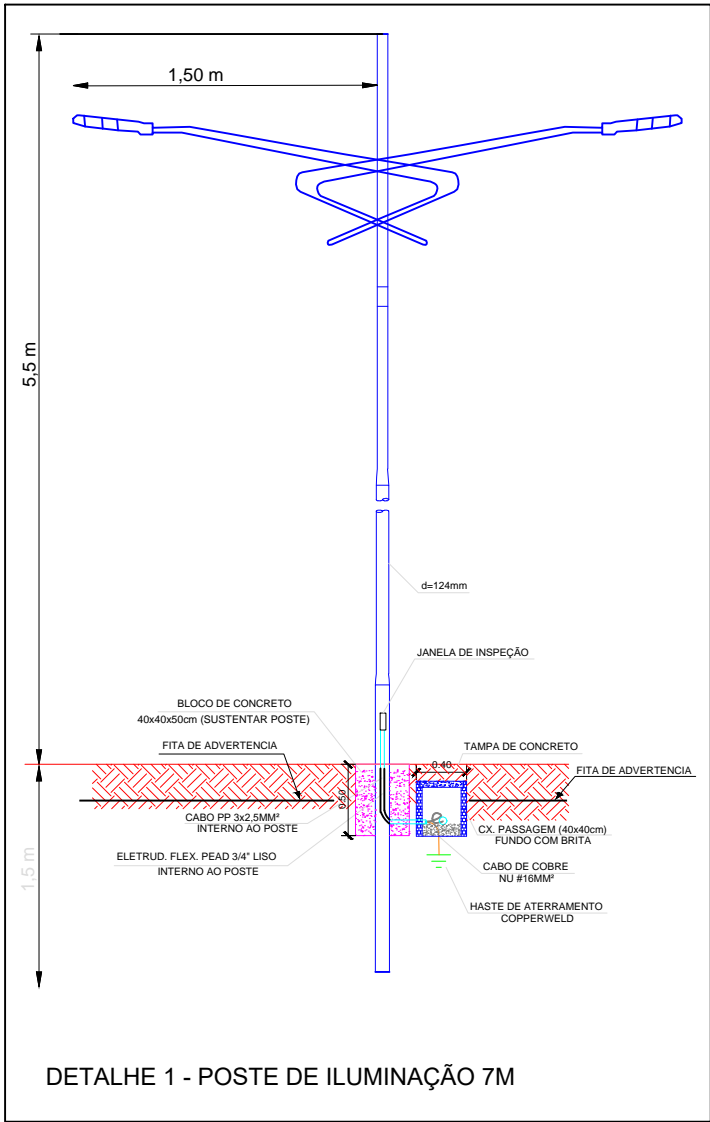 1,50 m
5,5 m
d=124mm
JANELA DE INSPEÇÃO
BLOCO DE CONCRETO
40x40x50cm (SUSTENTAR POSTE)
FITA DE ADVERTENCIA
TAMPA DE CONCRETO
0.40
FITA DE ADVERTENCIA
0.50
CABO PP 3x2,5MM²
INTERNO AO POSTE
CX. PASSAGEM (40x40cm)
FUNDO COM BRITA
ELETRUD. FLEX. PEAD 3/4" LISO
INTERNO AO POSTE
1,5 m
CABO DE COBRE
NU #16MM²
HASTE DE ATERRAMENTO
COPPERWELD
DETALHE 1 - POSTE DE ILUMINAÇÃO 7M